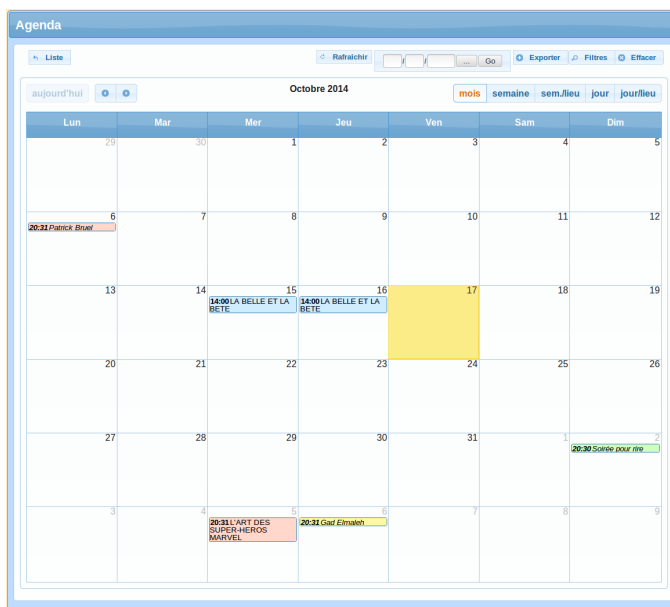 Agenda
Liste
Rafraichir / / ... Go Exporter Filtres Effacer
aujourd'hui Octobre 2014 mois semaine sem./lieu jour jour/lieu
Lun Mar Mer Jeu Ven Sam Dim
29 30 1 2 3 4 5
6 7 8 9 10 11 12
20:31 Patrick Bruel
13 14 15 16 17 18 19
14:00 LA BELLE ET LA
BETE
14:00 LA BELLE ET LA
BETE
20 21 22 23 24 25 26
27 28 29 30 31 1 2
20:30 Soirée pour rire
3 4 5 6 7 8 9
20:31 L'ART DES
SUPER-HEROS
MARVEL
20:31 Gad Elmaleh